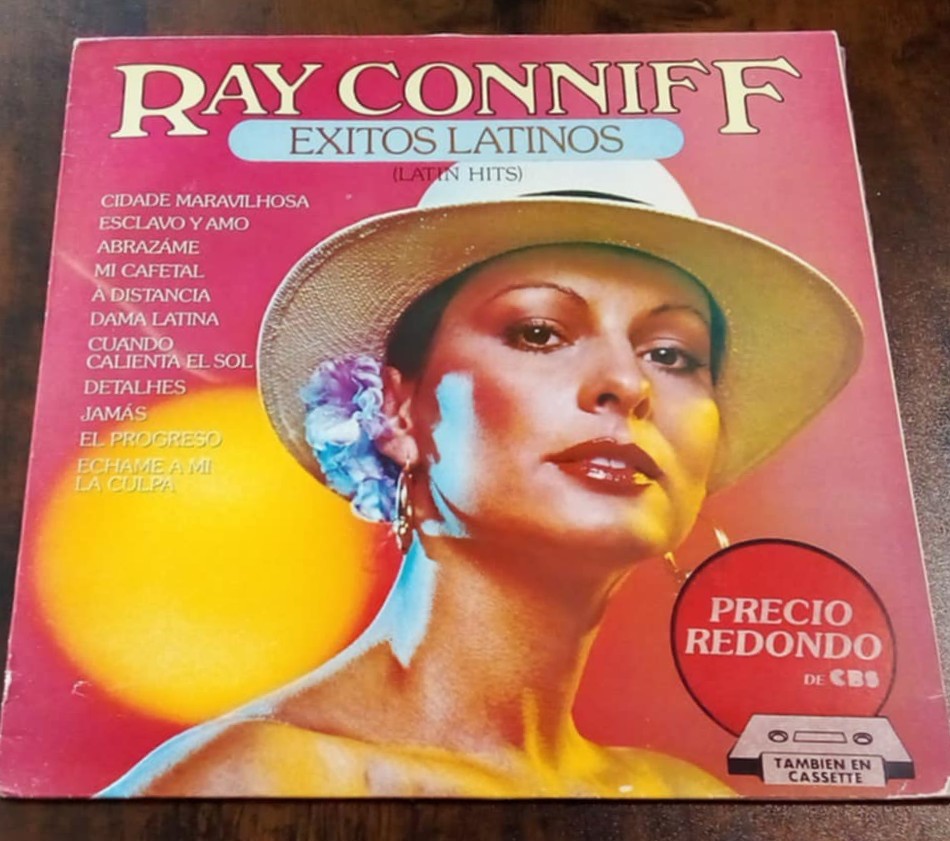 RAY CONNIFF
EXITOS LATINOS
(LATIN HITS)
CIDADE MARAVILHOSA
ESCLAVO Y AMO
ABRAZÁME
MI CAFETAL
A DISTANCIA
DAMA LATINA
CUANDO
CALIENTA EL SOL
DETALHES
JAMÁS
EL PROGRESO
ECHAME A MI
LA CULPA
PRECIO
REDONDO
DE CBS
TAMBIEN EN
CASSETTE